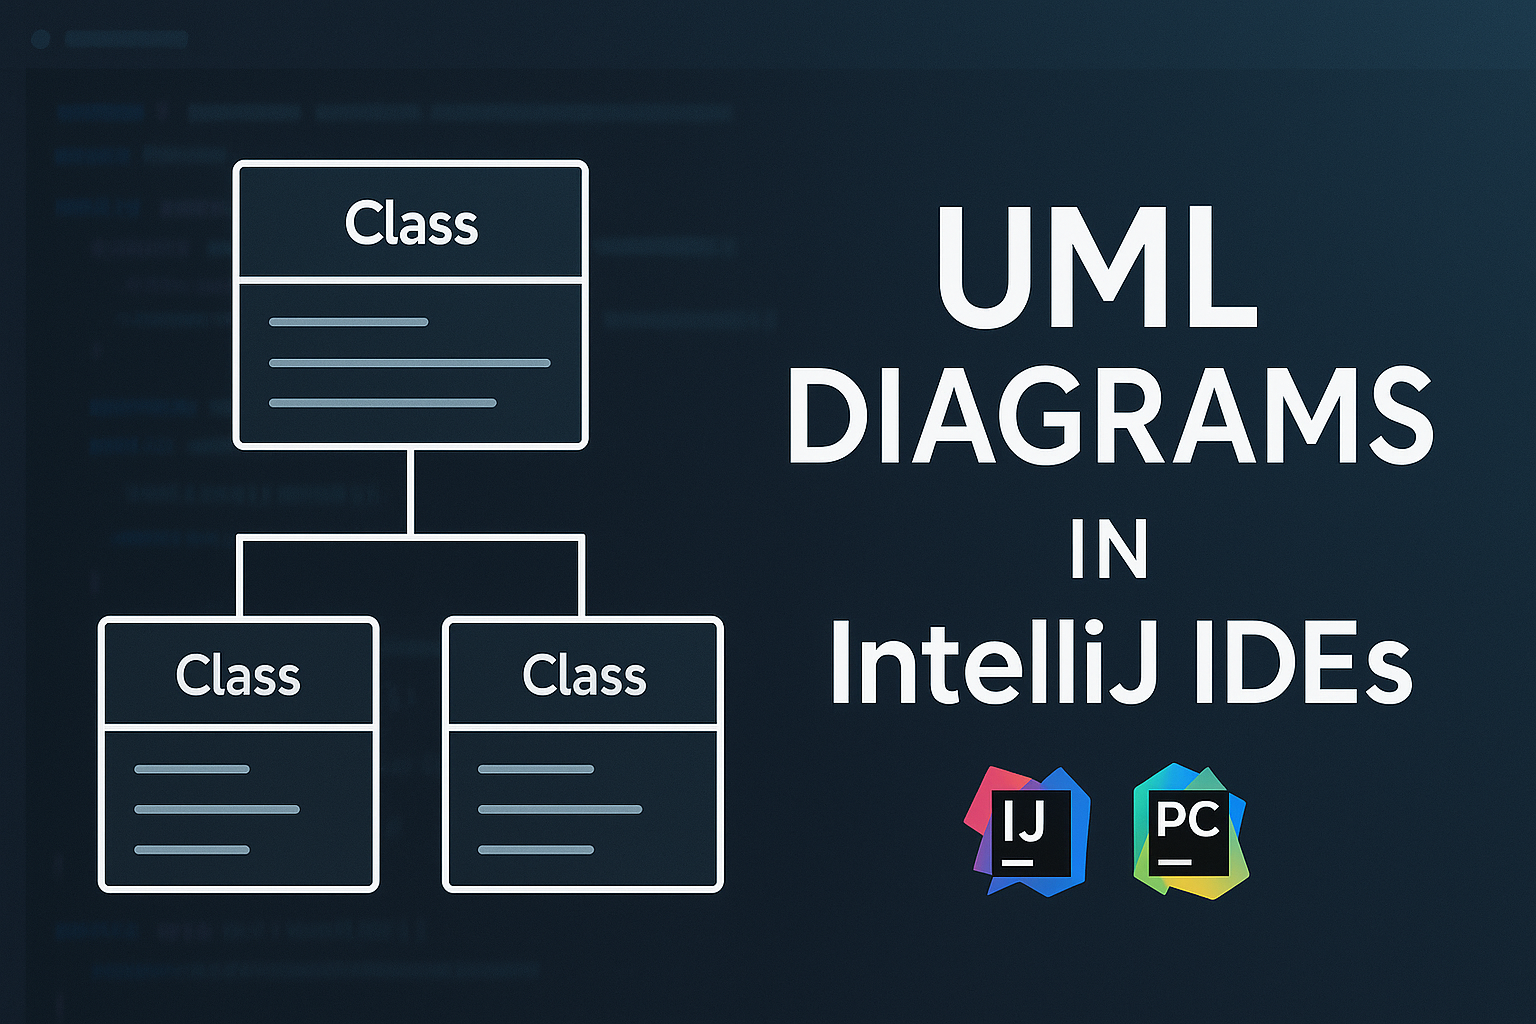 Class
Class
Class
UML
DIAGRAMS
IN
IntelliJ IDEs
IJ
PC